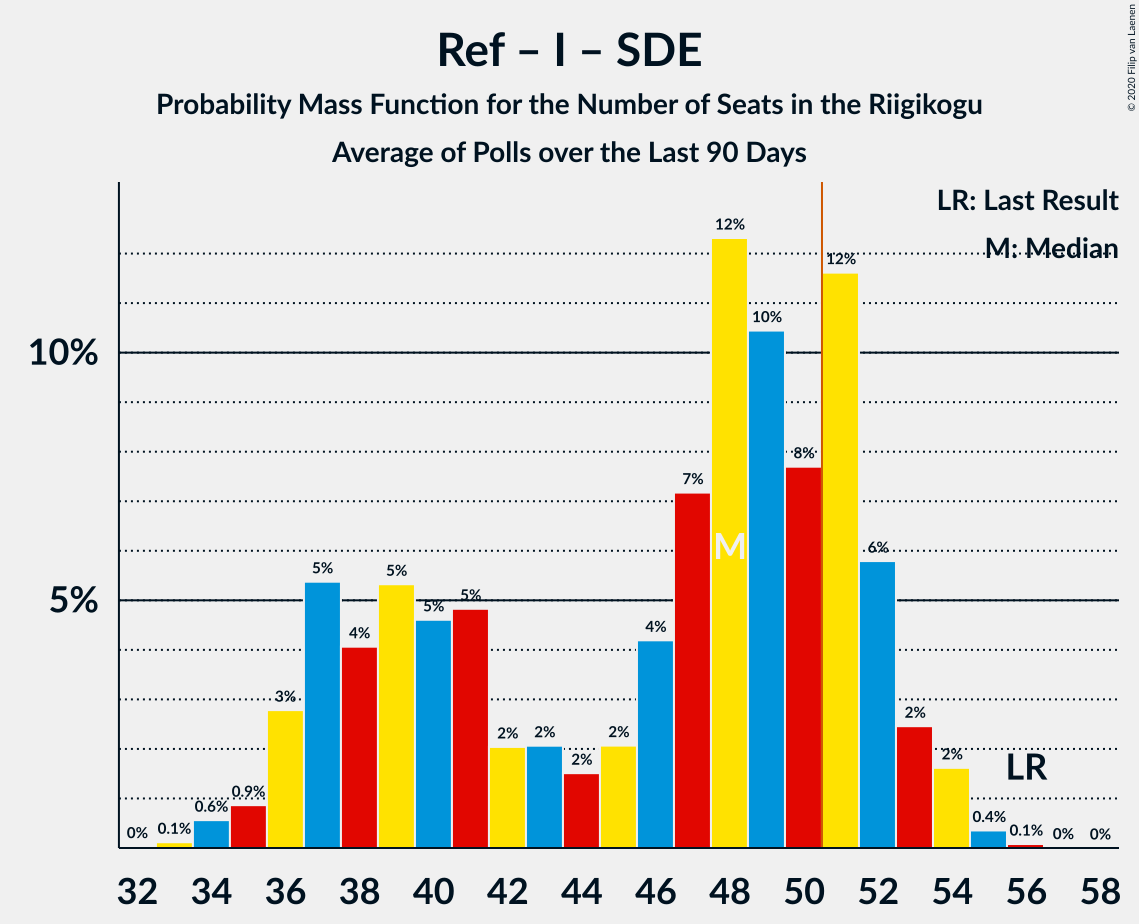 Ref – I – SDE
Probability Mass Function for the Number of Seats in the Riigikogu
Average of Polls over the Last 90 Days
© 2020 Filip van Laenen
LR: Last Result
M: Median
10%
5%
0% 0.1% 0.6% 0.9% 3% 5% 4% 5% 5% 5% 2% 2% 2% 2% 4% 7% 12% 10% 8% 12% 6% 2% 2% 0.4% 0.1% 0% 0%
M
LR
32 34 36 38 40 42 44 46 48 50 52 54 56 58